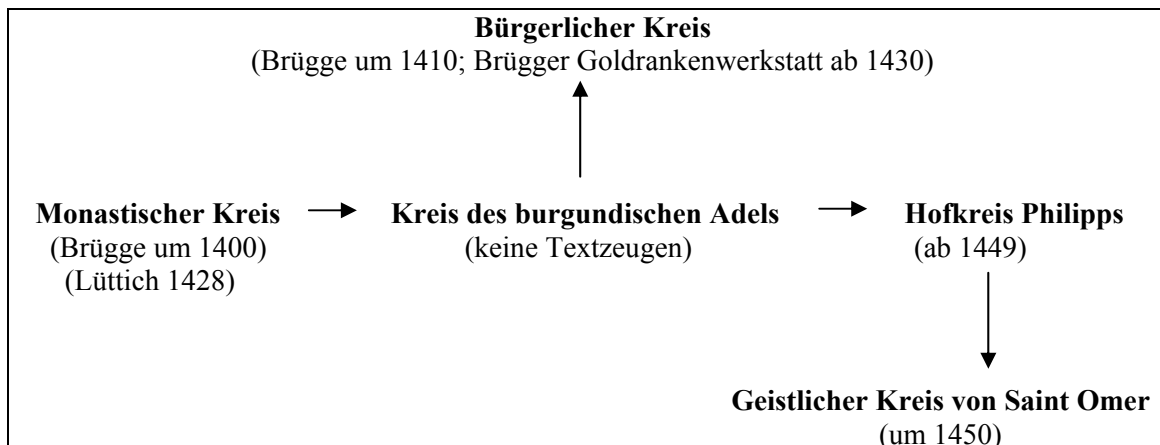 Bürgerlicher Kreis
(Brügge um 1410; Brügger Goldrankenwerkstatt ab 1430)
Monastischer Kreis
(Brügge um 1400)
(Lüttich 1428)
Kreis des burgundischen Adels
(keine Textzeugen)
Hofkreis Philipps
(ab 1449)
Geistlicher Kreis von Saint Omer
(um 1450)